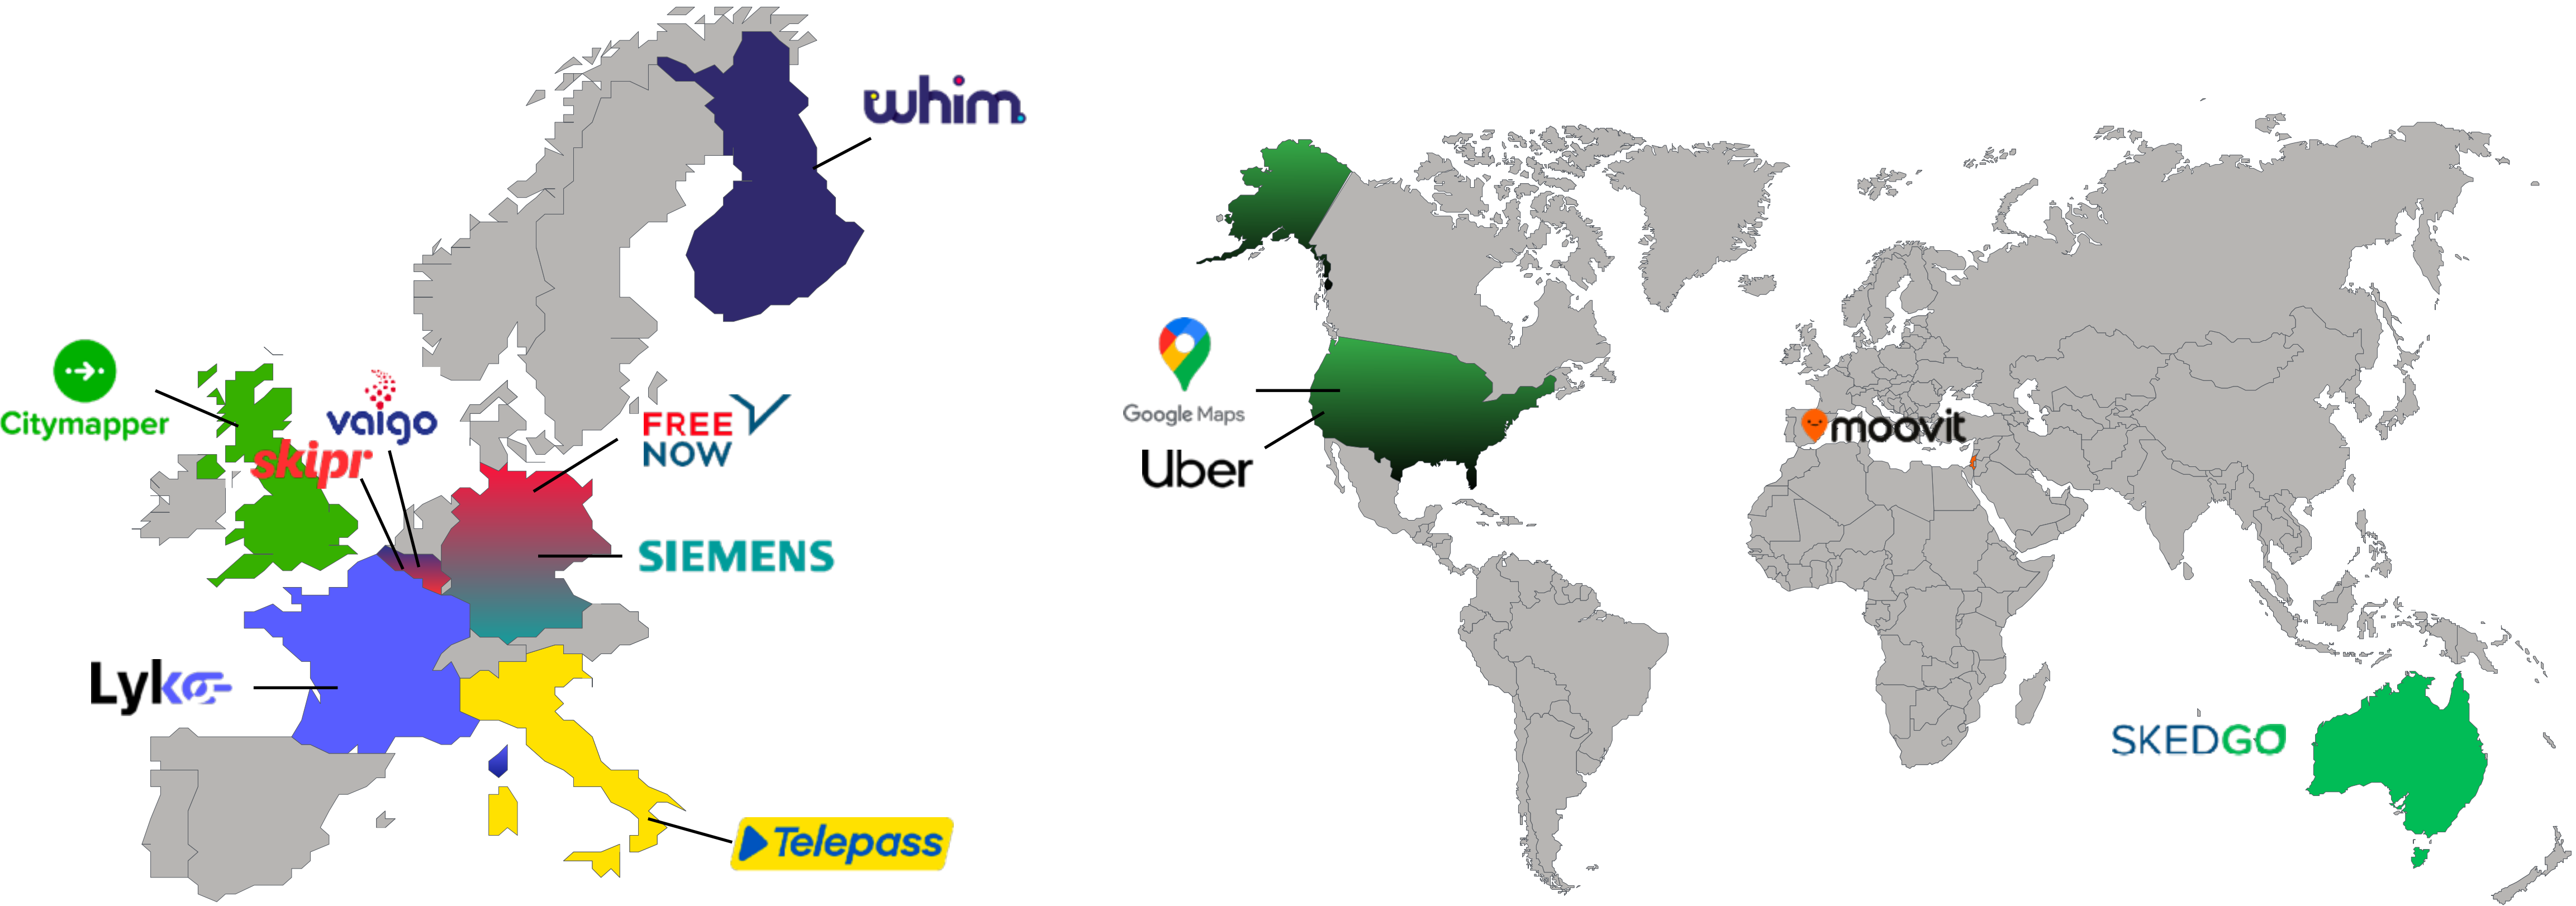 whim
Citymapper
vaigo
skipr
FREE
NOW
SIEMENS
Lyko
Telepass
Google Maps
Uber
moovit
SKEDGO